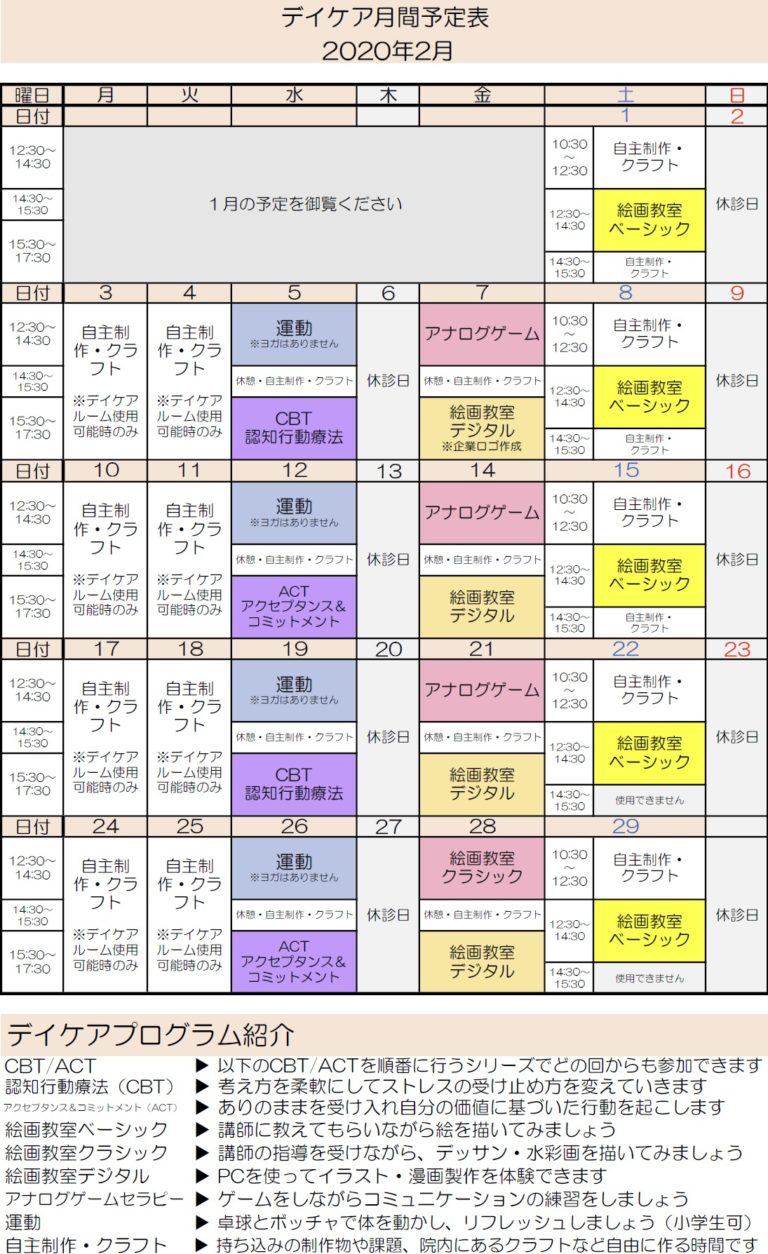 デイケア月間予定表
2020年2月
曜日 月 火 水 木 金 土 日
日付 1 2
12:30～
14:30
14:30～
15:30
15:30～
17:30
1月の予定を御覧ください
10:30
～
12:30
自主制作・
クラフト
12:30～
14:30
絵画教室
ベーシック
14:30～
15:30
自主制作・
クラフト
休診日
日付 3 4 5 6 7 8 9
12:30～
14:30
14:30～
15:30
15:30～
17:30
自主制
作・クラ
フト
※デイケア
ルーム使用
可能時のみ
自主制
作・クラ
フト
※デイケア
ルーム使用
可能時のみ
運動
※ヨガはありません
休憩・自主制作・クラフト
CBT
認知行動療法
休診日
アナログゲーム
休憩・自主制作・クラフト
絵画教室
デジタル
※企業ロゴ作成
10:30
～
12:30
自主制作・
クラフト
12:30～
14:30
絵画教室
ベーシック
14:30～
15:30
自主制作・
クラフト
休診日
日付 10 11 12 13 14 15 16
12:30～
14:30
14:30～
15:30
15:30～
17:30
自主制
作・クラ
フト
※デイケア
ルーム使用
可能時のみ
自主制
作・クラ
フト
※デイケア
ルーム使用
可能時のみ
運動
※ヨガはありません
休憩・自主制作・クラフト
ACT
アクセプタンス&
コミットメント
休診日
アナログゲーム
休憩・自主制作・クラフト
絵画教室
デジタル
10:30
～
12:30
自主制作・
クラフト
12:30～
14:30
絵画教室
ベーシック
14:30～
15:30
自主制作・
クラフト
休診日
日付 17 18 19 20 21 22 23
12:30～
14:30
14:30～
15:30
15:30～
17:30
自主制
作・クラ
フト
※デイケア
ルーム使用
可能時のみ
自主制
作・クラ
フト
※デイケア
ルーム使用
可能時のみ
運動
※ヨガはありません
休憩・自主制作・クラフト
CBT
認知行動療法
休診日
アナログゲーム
休憩・自主制作・クラフト
絵画教室
デジタル
10:30
～
12:30
自主制作・
クラフト
12:30～
14:30
絵画教室
ベーシック
14:30～
15:30
使用できません
休診日
日付 24 25 26 27 28 29
12:30～
14:30
14:30～
15:30
15:30～
17:30
自主制
作・クラ
フト
※デイケア
ルーム使用
可能時のみ
自主制
作・クラ
フト
※デイケア
ルーム使用
可能時のみ
運動
※ヨガはありません
休憩・自主制作・クラフト
ACT
アクセプタンス&
コミットメント
休診日
絵画教室
クラシック
休憩・自主制作・クラフト
絵画教室
デジタル
10:30
～
12:30
自主制作・
クラフト
12:30～
14:30
絵画教室
ベーシック
14:30～
15:30
使用できません
休診日
デイケアプログラム紹介
CBT/ACT ▶ 以下のCBT/ACTを順番に行うシリーズでどの回からも参加できます
認知行動療法（CBT） ▶ 考え方を柔軟にしてストレスの受け止め方を変えていきます
アクセプタンス&コミットメント（ACT） ▶ ありのままを受け入れ自分の価値に基づいた行動を起こします
絵画教室ベーシック ▶ 講師に教えてもらいながら絵を描いてみましょう
絵画教室クラシック ▶ 講師の指導を受けながら、デッサン・水彩画を描いてみましょう
絵画教室デジタル ▶ PCを使ってイラスト・漫画製作を体験できます
アナログゲームセラピー ▶ ゲームをしながらコミュニケーションの練習をしましょう
運動 ▶ 卓球とボッチャで体を動かし、リフレッシュしましょう（小学生可）
自主制作・クラフト ▶ 持ち込みの制作物や課題、院内にあるクラフトなど自由に作る時間です